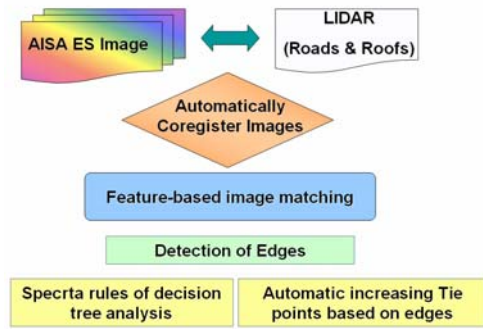 AISA ES Image
LIDAR
(Roads & Roofs)
Automatically
Coregister Images
Feature-based image matching
Detection of Edges
Specrta rules of decision
tree analysis
Automatic increasing Tie
points based on edges